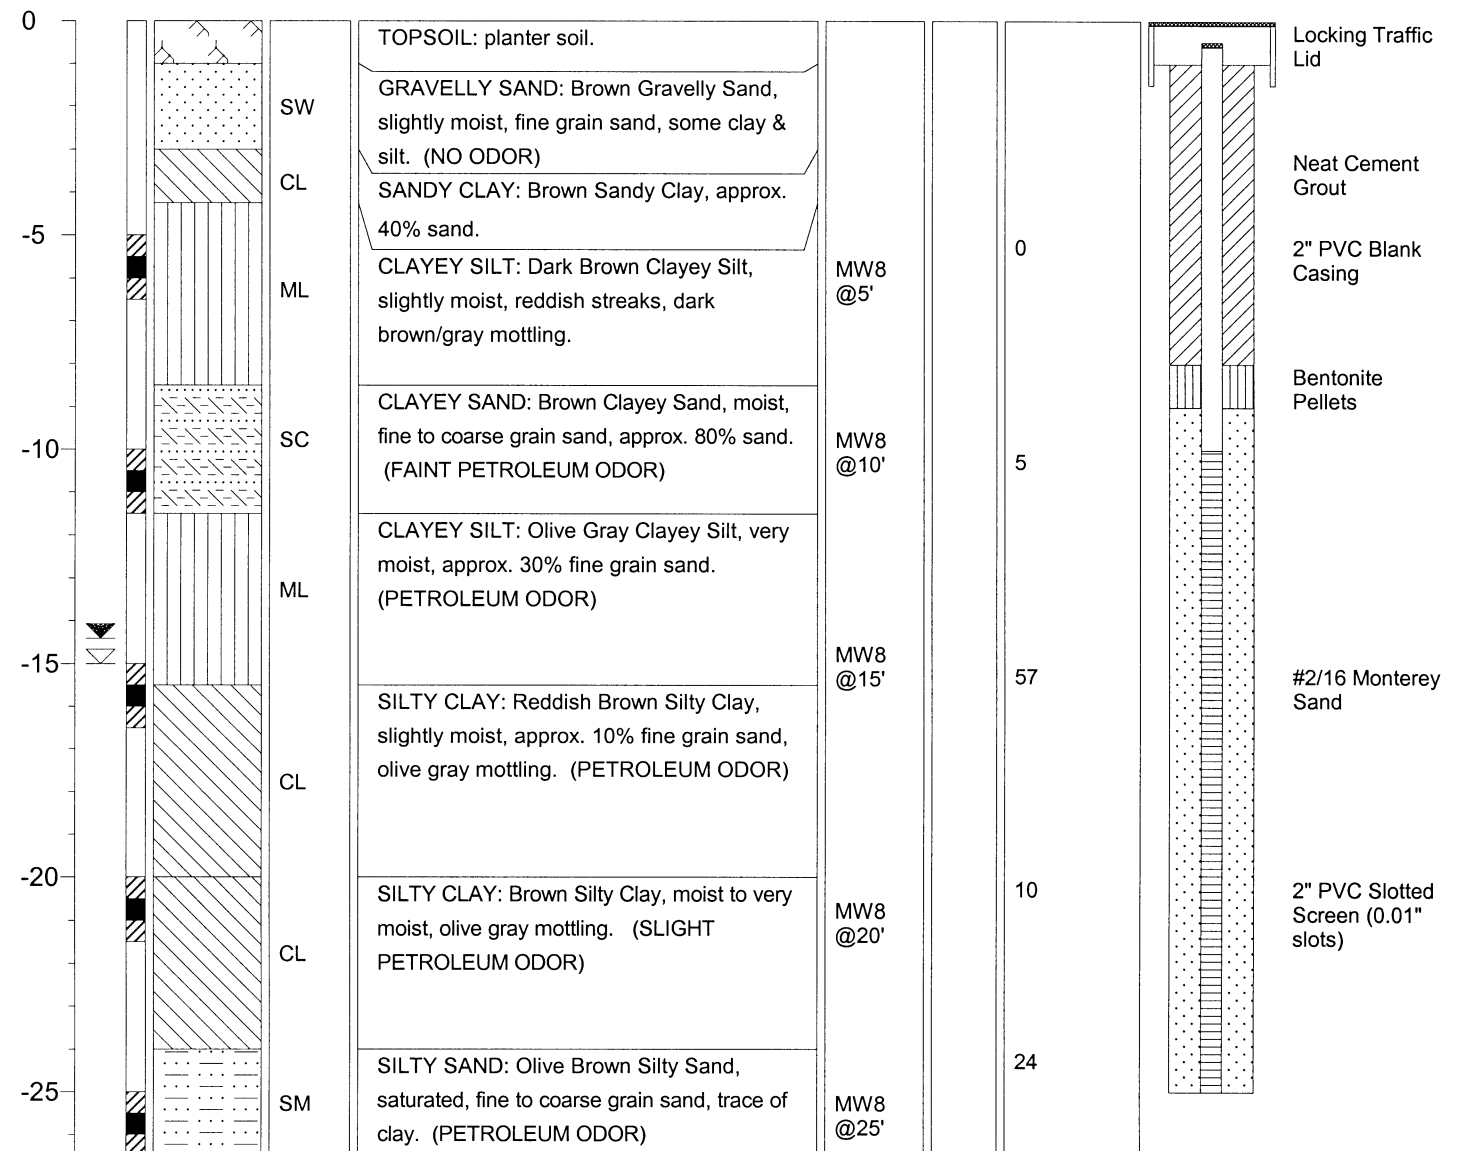 0
TOPSOIL: planter soil.
Locking Traffic
Lid
GRAVELLY SAND: Brown Gravelly Sand,
slightly moist, fine grain sand, some clay &
silt. (NO ODOR)
SW
Neat Cement
Grout
CL
SANDY CLAY: Brown Sandy Clay, approx.
40% sand.
-5
0
2" PVC Blank
Casing
CLAYEY SILT: Dark Brown Clayey Silt,
slightly moist, reddish streaks, dark
brown/gray mottling.
MW8
@5'
ML
Bentonite
Pellets
CLAYEY SAND: Brown Clayey Sand, moist,
fine to coarse grain sand, approx. 80% sand.
(FAINT PETROLEUM ODOR)
SC
MW8
@10'
-10
5
CLAYEY SILT: Olive Gray Clayey Silt, very
moist, approx. 30% fine grain sand.
(PETROLEUM ODOR)
ML
-15
MW8
@15'
57
#2/16 Monterey
Sand
SILTY CLAY: Reddish Brown Silty Clay,
slightly moist, approx. 10% fine grain sand,
olive gray mottling. (PETROLEUM ODOR)
CL
-20
10
2" PVC Slotted
Screen (0.01"
slots)
SILTY CLAY: Brown Silty Clay, moist to very
moist, olive gray mottling. (SLIGHT
PETROLEUM ODOR)
MW8
@20'
CL
24
SILTY SAND: Olive Brown Silty Sand,
saturated, fine to coarse grain sand, trace of
clay. (PETROLEUM ODOR)
-25
SM
MW8
@25'